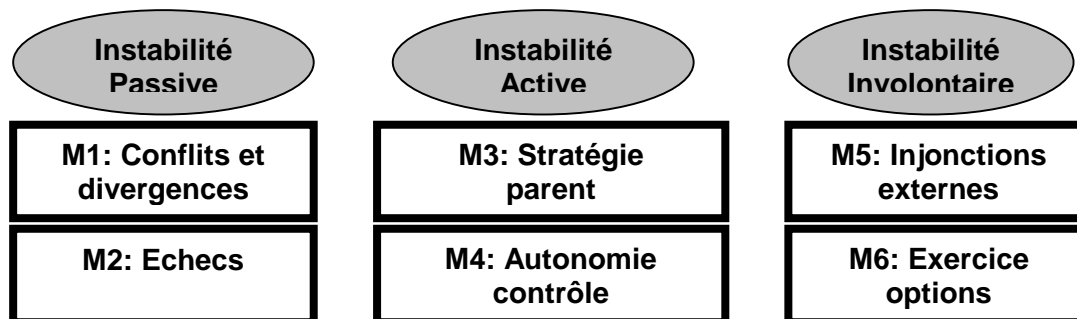 Instabilité
Passive
Instabilité
Active
Instabilité
Involontaire
M1: Conflits et
divergences
M3: Stratégie
parent
M5: Injonctions
externes
M2: Echecs
M4: Autonomie
contrôle
M6: Exercice
options